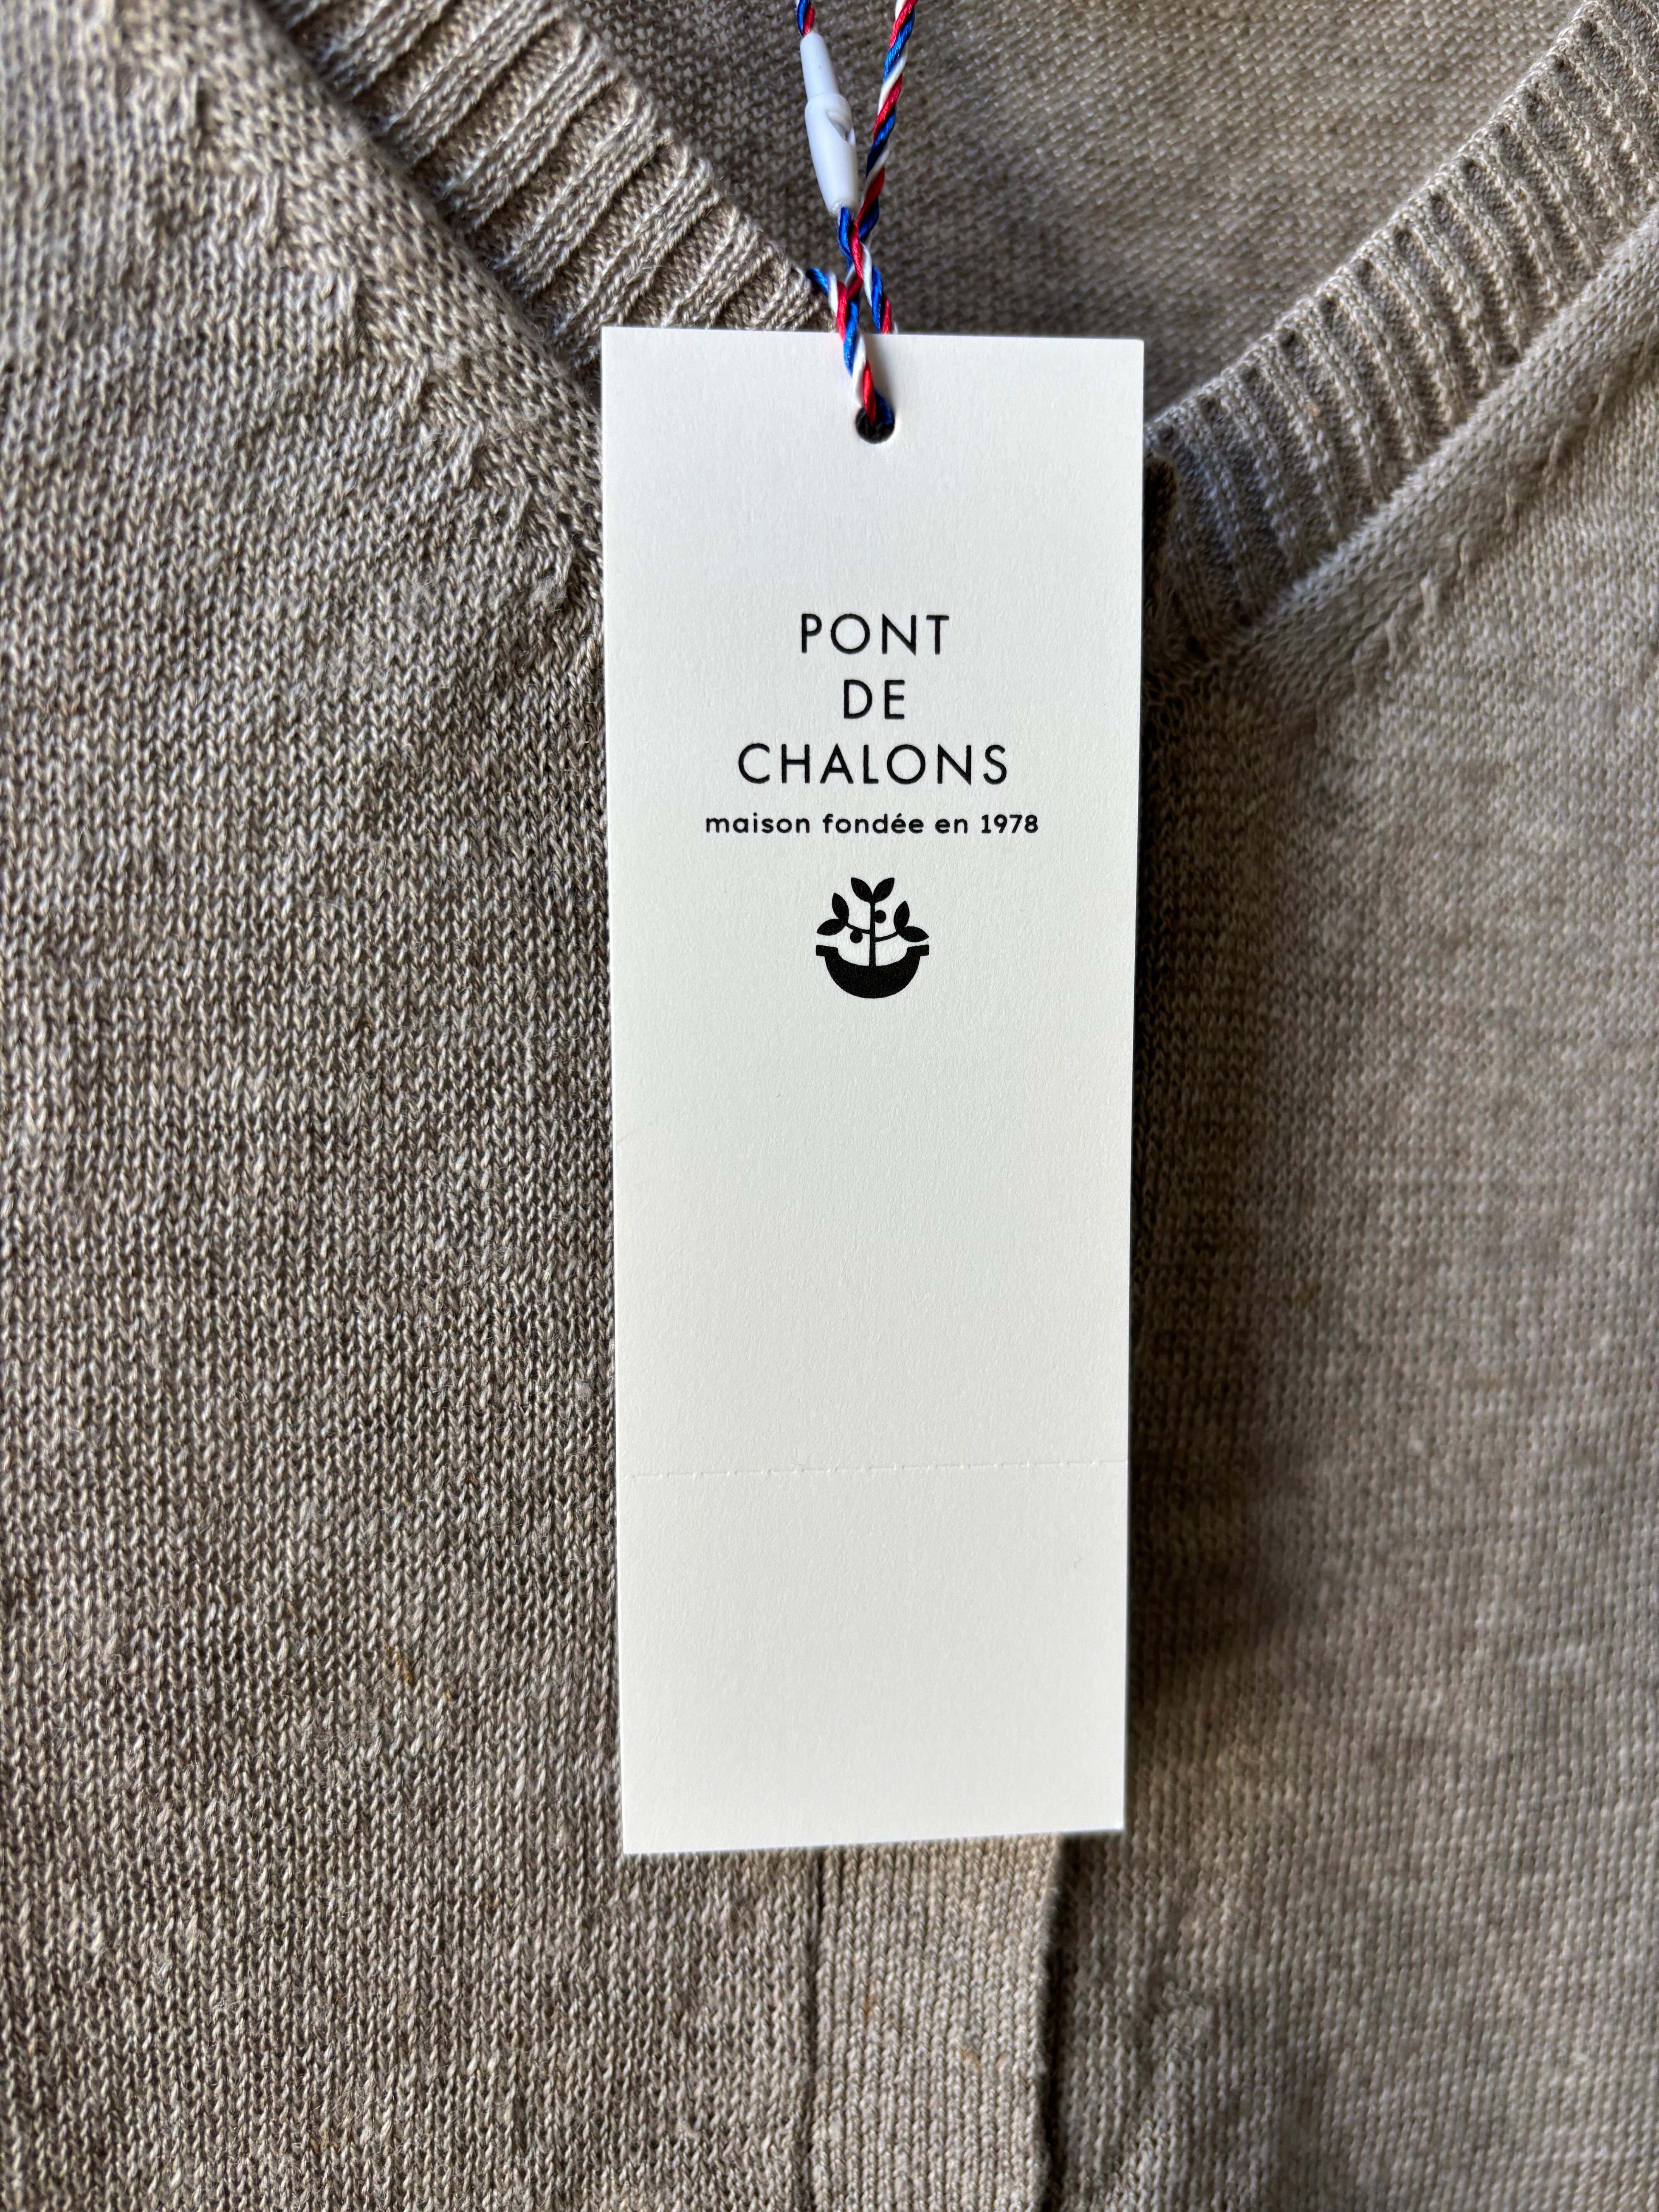 PONT
DE
CHALONS
maison fondée en 1978